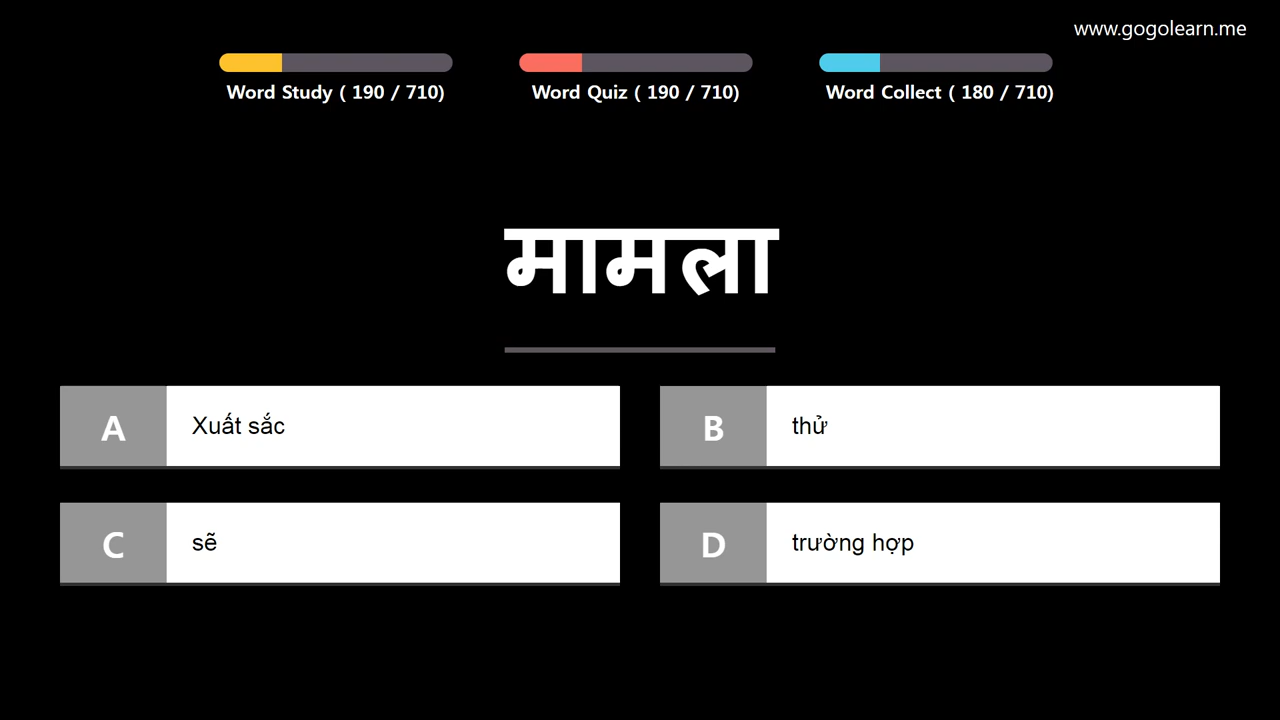 www.gogolearn.me
Word Study ( 190 / 710)
Word Quiz ( 190 / 710)
Word Collect ( 180 / 710)
मामला
A
Xuất sắc
B
thử
C
sẽ
D
trường hợp